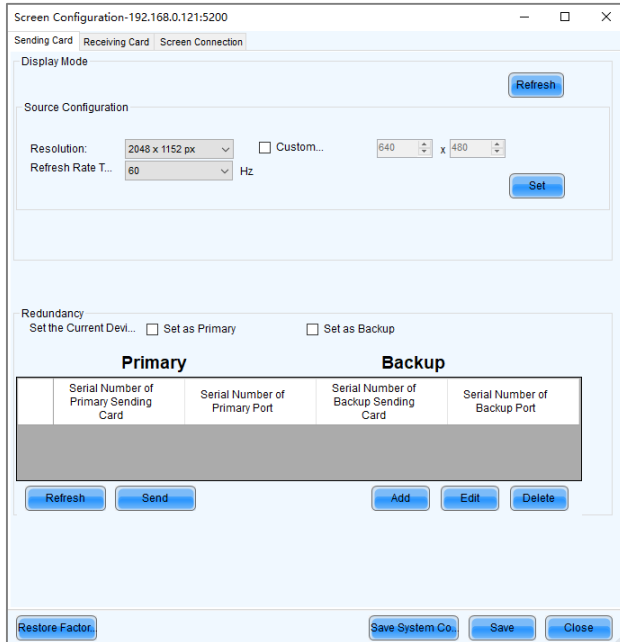 Screen Configuration-192.168.0.121:5200
Sending Card Receiving Card Screen Connection
Display Mode
Refresh
Source Configuration
Resolution: 2048 x 1152 px Custom... 640 x 480
Refresh Rate T... 60 Hz
Set
Redundancy
Set the Current Devi... Set as Primary Set as Backup
Primary Backup
Serial Number of Primary Sending Card Serial Number of Primary Port Serial Number of Backup Sending Card Serial Number of Backup Port
Refresh Send Add Edit Delete
Restore Factor.. Save System Co.. Save Close